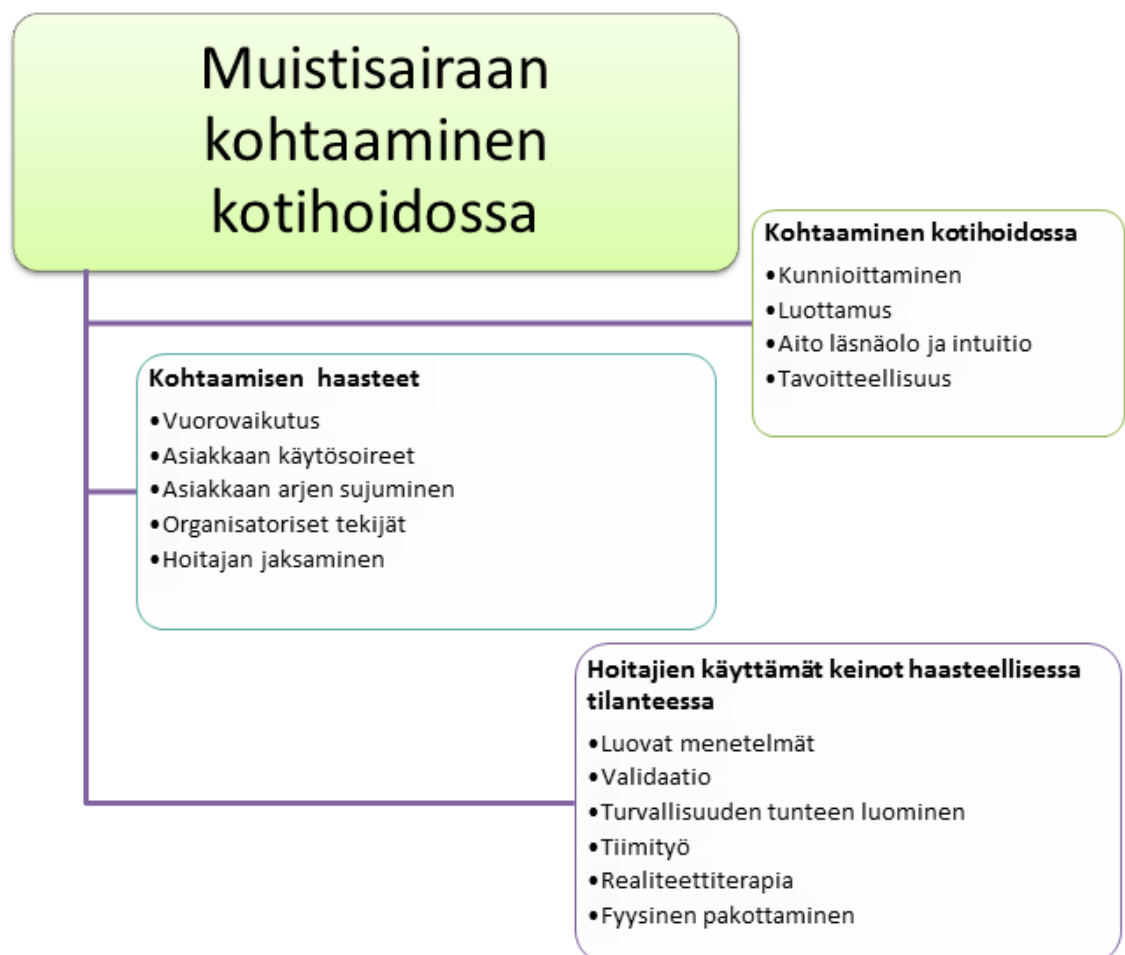 Muistisairaan
kohtaaminen
kotihoidossa
Kohtaaminen kotihoidossa
•Kunnioittaminen
•Luottamus
•Aito läsnäolo ja intuitio
•Tavoitteellisuus
Kohtaamisen haasteet
•Vuorovaikutus
•Asiakkaan käytösoireet
•Asiakkaan arjen sujuminen
•Organisatoriset tekijät
•Hoitajan jaksaminen
Hoitajien käyttämät keinot haasteellisessa
tilanteessa
•Luovat menetelmät
•Validaatio
•Turvallisuuden tunteen luominen
•Tiimityö
•Realiteettiterapia
•Fyysinen pakottaminen